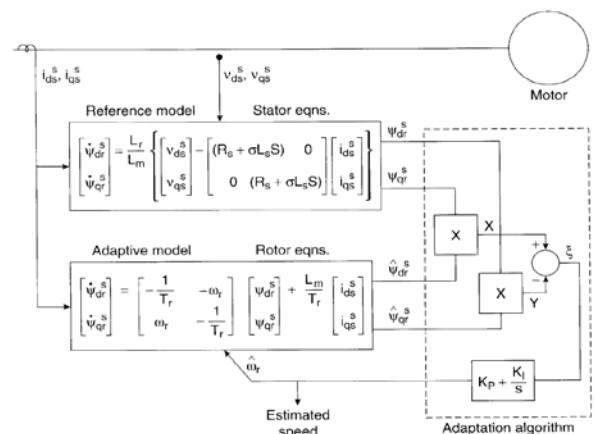 i_ds^s, i_qs^s
v_ds^s, v_qs^s
Motor
Reference model Stator eqns.
[ψ̇_dr^s ψ̇_qr^s] = L_r/L_m { [v_ds^s v_qs^s] − [(R_s + σL_sS) 0 0 (R_s + σL_sS)] [i_ds^s i_qs^s] }
ψ_dr^s
ψ_qr^s
X X + ξ
X Y −
Adaptive model Rotor eqns.
[ψ̇_dr^s ψ̇_qr^s] = [−1/T_r −ω_r ω_r −1/T_r] [ψ_dr^s ψ_qr^s] + L_m/T_r [i_ds^s i_qs^s]
ψ̂_dr^s
ψ̂_qr^s
ω̂_r
K_P + K_I/s
Estimated
speed
Adaptation algorithm